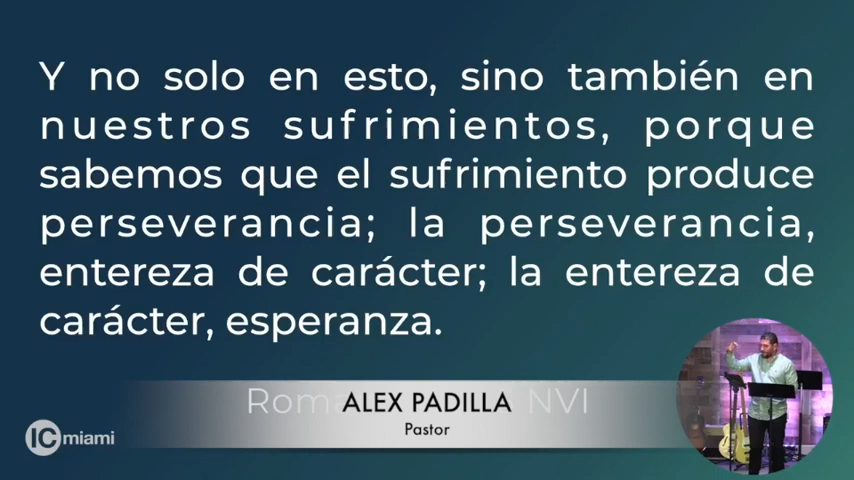 Y no solo en esto, sino también en
nuestros sufrimientos, porque
sabemos que el sufrimiento produce
perseverancia; la perseverancia,
entereza de carácter; la entereza de
carácter, esperanza.
NVI
ALEX PADILLA
Pastor
IC miami